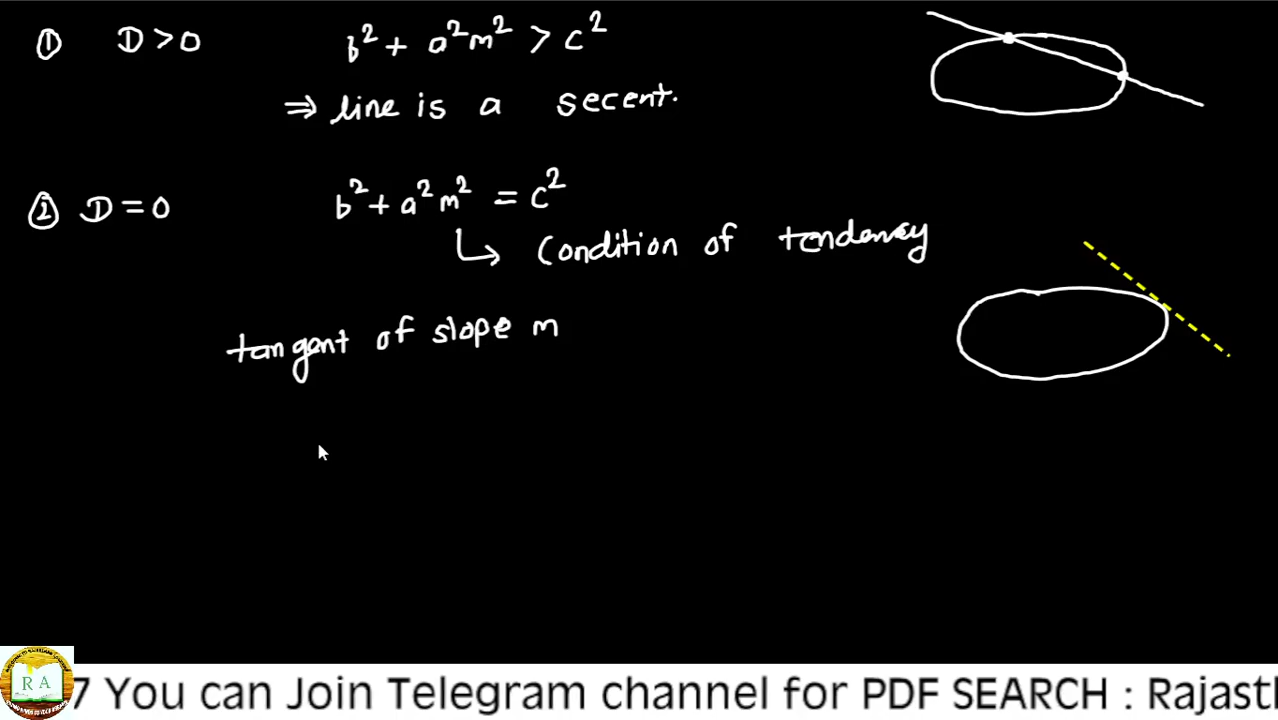 ① D > 0 b² + a²m² > c²
⇒ line is a secent.
② D = 0 b² + a²m² = c²
↳ Condition of tendency
tangent of slope m
R A
7 You can Join Telegram channel for PDF SEARCH : Rajasth